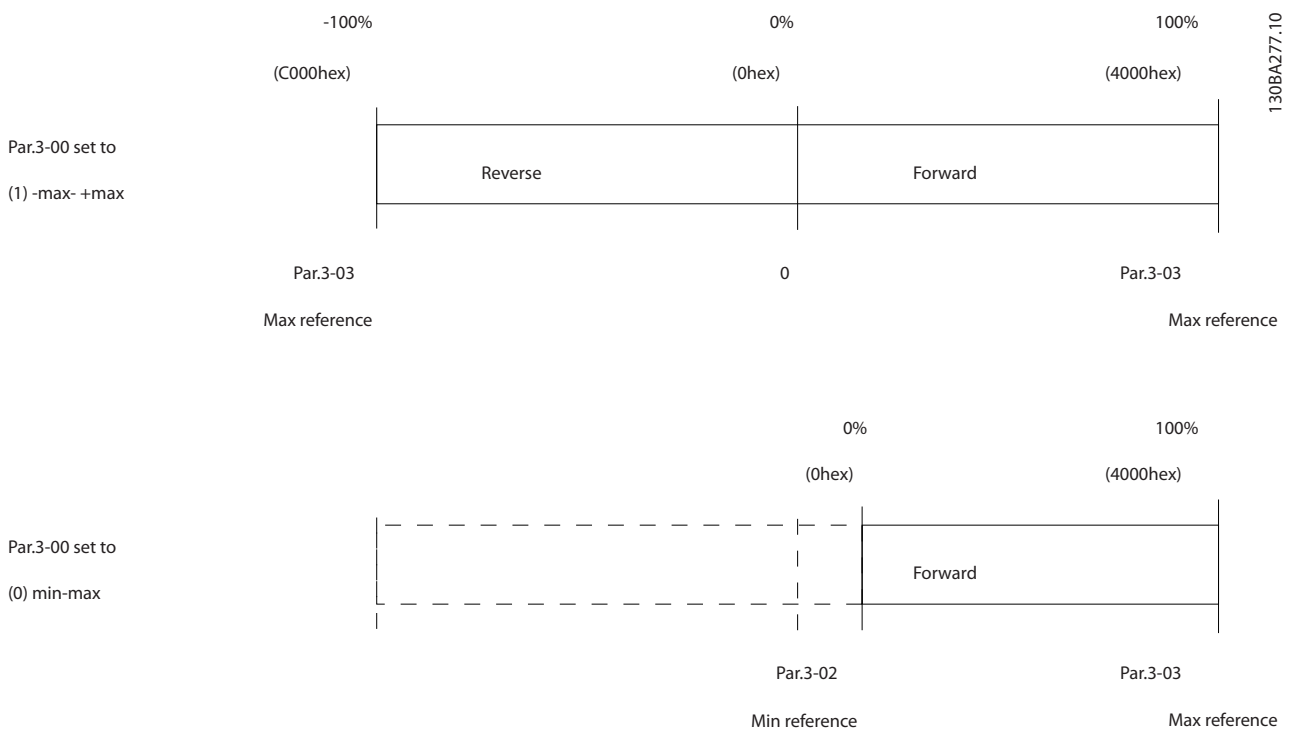 -100% 0% 100%
(C000hex) (0hex) (4000hex)
130BA277.10
Par.3-00 set to
(1) -max- +max
Reverse Forward
Par.3-03 0 Par.3-03
Max reference Max reference
0% 100%
(0hex) (4000hex)
Par.3-00 set to
(0) min-max
Forward
Par.3-02 Par.3-03
Min reference Max reference